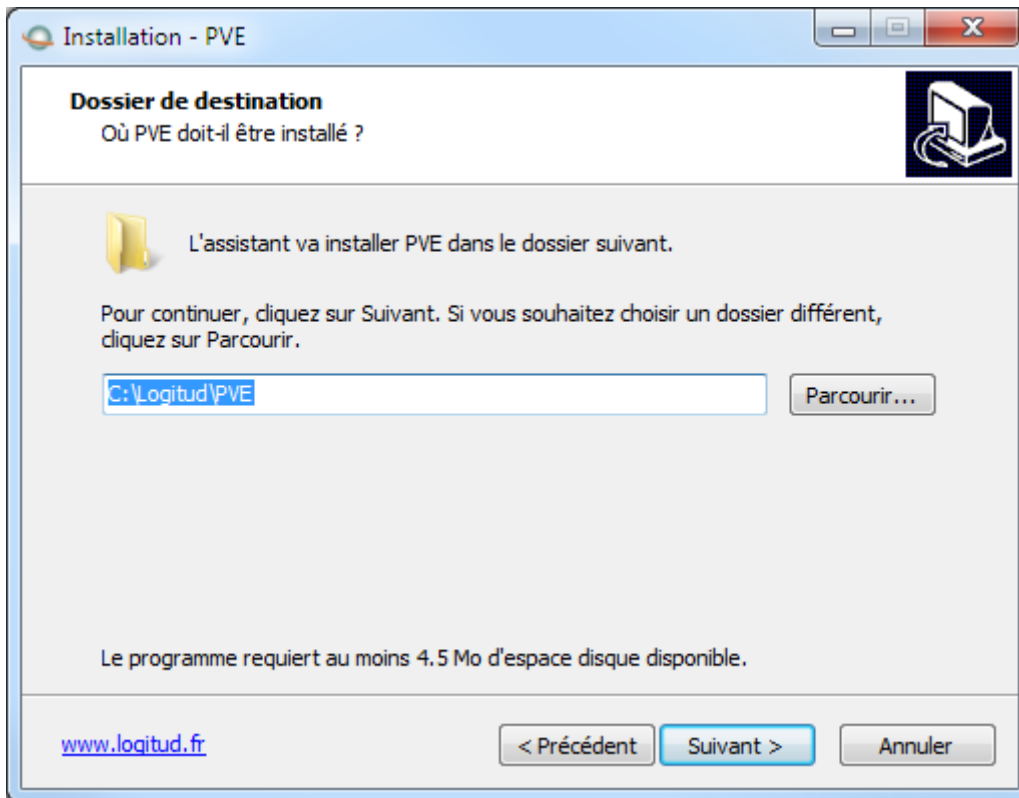 Installation - PVE
Dossier de destination
Où PVE doit-il être installé ?
L'assistant va installer PVE dans le dossier suivant.
Pour continuer, cliquez sur Suivant. Si vous souhaitez choisir un dossier différent,
cliquez sur Parcourir.
C:\Logitud\PVE
Parcourir...
Le programme requiert au moins 4.5 Mo d'espace disque disponible.
www.logitud.fr
< Précédent
Suivant >
Annuler